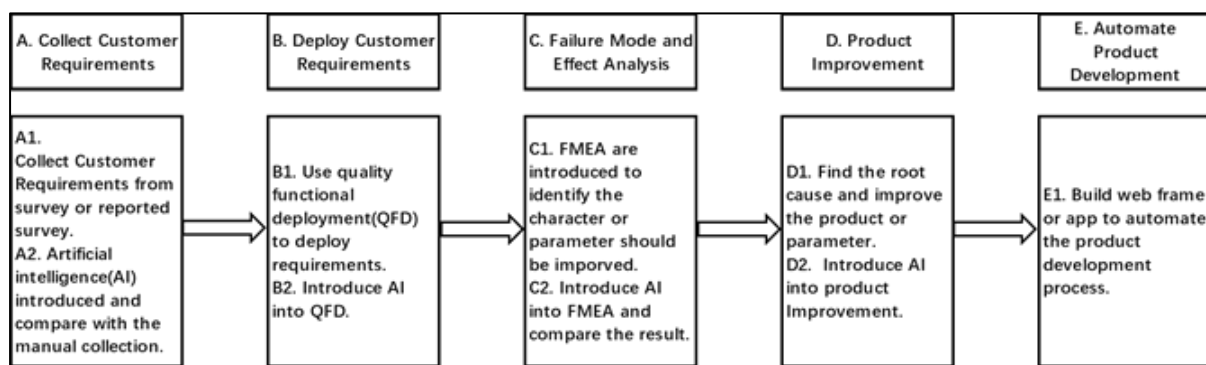 A. Collect Customer
Requirements
B. Deploy Customer
Requirements
C. Failure Mode and
Effect Analysis
D. Product
Improvement
E. Automate
Product
Development
A1.
Collect Customer
Requirements from
survey or reported
survey.
A2. Artificial
intelligence(AI)
introduced and
compare with the
manual collection.
B1. Use quality
functional
deployment(QFD)
to deploy
requirements.
B2. Introduce AI
into QFD.
C1. FMEA are
introduced to
identify the
character or
parameter should
be imporved.
C2. Introduce AI
into FMEA and
compare the result.
D1. Find the root
cause and improve
the product or
parameter.
D2. Introduce AI
into product
Improvement.
E1. Build web frame
or app to automate
the product
development
process.